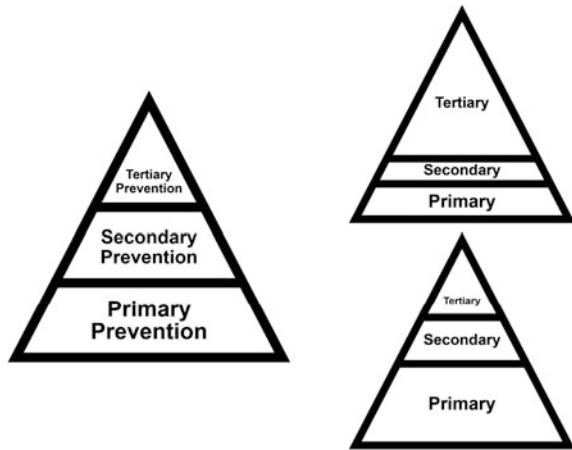 Tertiary
Prevention
Secondary
Prevention
Primary
Prevention
Tertiary
Secondary
Primary
Tertiary
Secondary
Primary